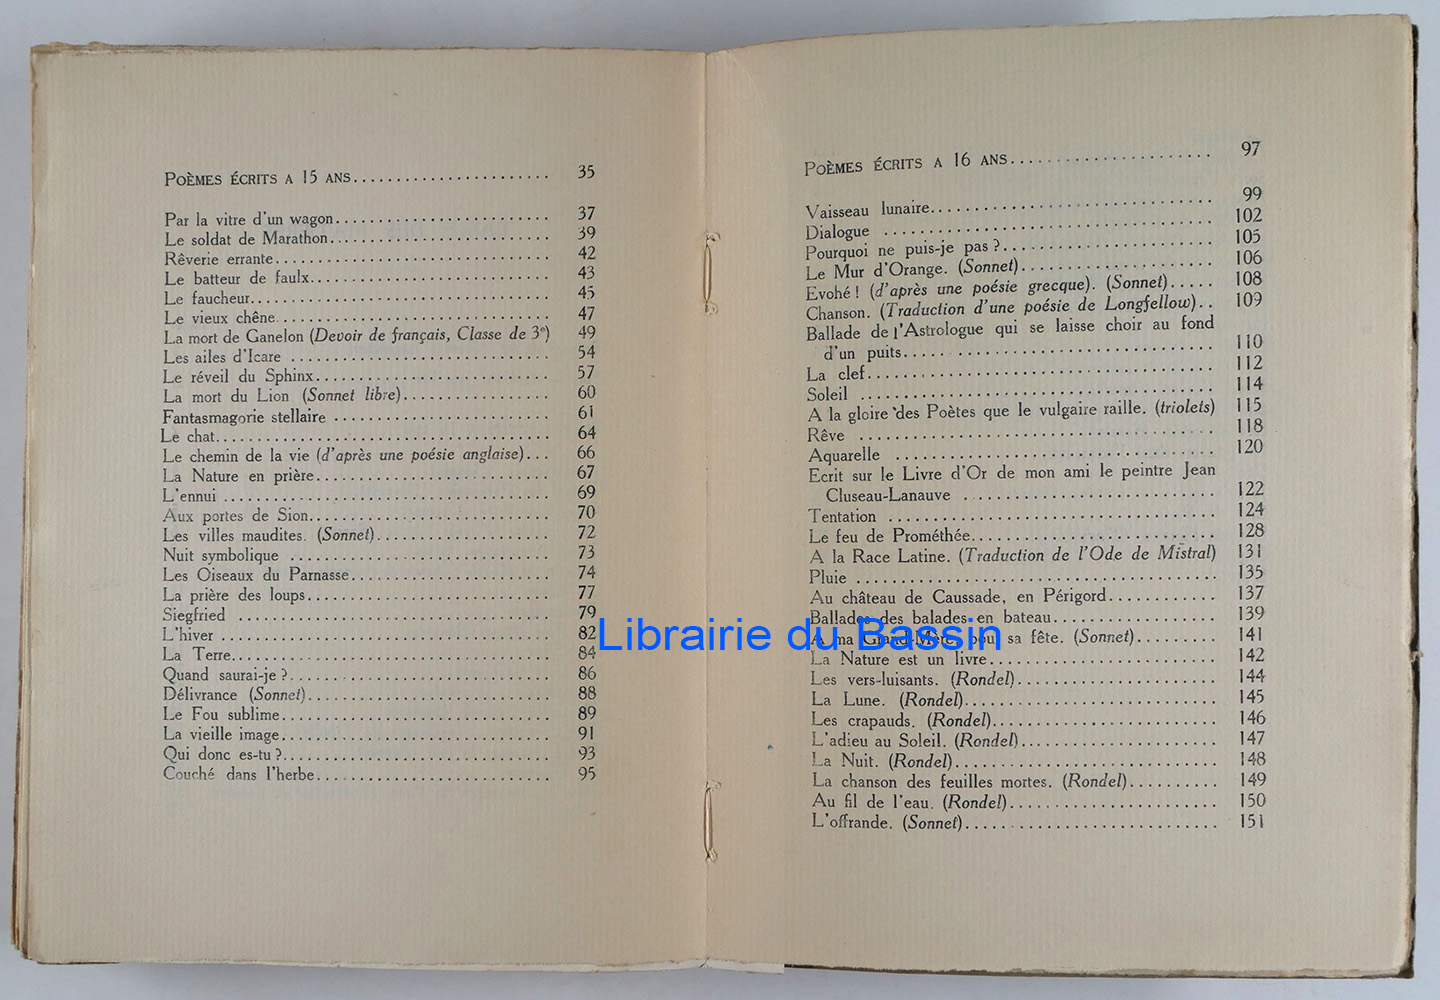 POÈMES ÉCRITS A 15 ANS........................ 35
Par la vitre d'un wagon.......................... 37
Le soldat de Marathon.......................... 39
Rêverie errante................................. 42
Le batteur de faulx............................. 43
Le faucheur.................................... 45
Le vieux chêne................................. 47
La mort de Ganelon (Devoir de français, Classe de 3e) 49
Les ailes d'Icare ............................... 54
Le réveil du Sphinx............................ 57
La mort du Lion (Sonnet libre).................. 60
Fantasmagorie stellaire .......................... 61
Le chat........................................ 64
Le chemin de la vie (d'après une poésie anglaise)... 66
La Nature en prière............................ 67
L'ennui ....................................... 69
Aux portes de Sion............................. 70
Les villes maudites. (Sonnet)..................... 72
Nuit symbolique ............................... 73
Les Oiseaux du Parnasse........................ 74
La prière des loups............................. 77
Siegfried ..................................... 79
L'hiver ....................................... 82
La Terre...................................... 84
Quand saurai-je ?............................... 86
Délivrance (Sonnet)............................. 88
Le Fou sublime................................ 89
La vieille image................................ 91
Qui donc es-tu ?................................ 93
Couché dans l'herbe............................ 95
POÈMES ÉCRITS A 16 ANS........................ 97
Vaisseau lunaire................................. 99
Dialogue ...................................... 102
Pourquoi ne puis-je pas ?......................... 105
Le Mur d'Orange. (Sonnet)....................... 106
Evohé ! (d'après une poésie grecque). (Sonnet)..... 108
Chanson. (Traduction d'une poésie de Longfellow).. 109
Ballade de l'Astrologue qui se laisse choir au fond
d'un puits................................... 110
La clef........................................ 112
Soleil ........................................ 114
A la gloire des Poètes que le vulgaire raille. (triolets) 115
Rêve ......................................... 118
Aquarelle ..................................... 120
Ecrit sur le Livre d'Or de mon ami le peintre Jean
Cluseau-Lanauve ............................. 122
Tentation ..................................... 124
Le feu de Prométhée............................ 128
A la Race Latine. (Traduction de l'Ode de Mistral) 131
Pluie ......................................... 135
Au château de Caussade, en Périgord............. 137
Ballades des balades en bateau.................... 139
A ma Grand-Mère, pour sa fête. (Sonnet).......... 141
La Nature est un livre........................... 142
Les vers-luisants. (Rondel)........................ 144
La Lune. (Rondel).............................. 145
Les crapauds. (Rondel)........................... 146
L'adieu au Soleil. (Rondel)........................ 147
La Nuit. (Rondel)............................... 148
La chanson des feuilles mortes. (Rondel).......... 149
Au fil de l'eau. (Rondel)......................... 150
L'offrande. (Sonnet)............................. 151
Librairie du Bassin